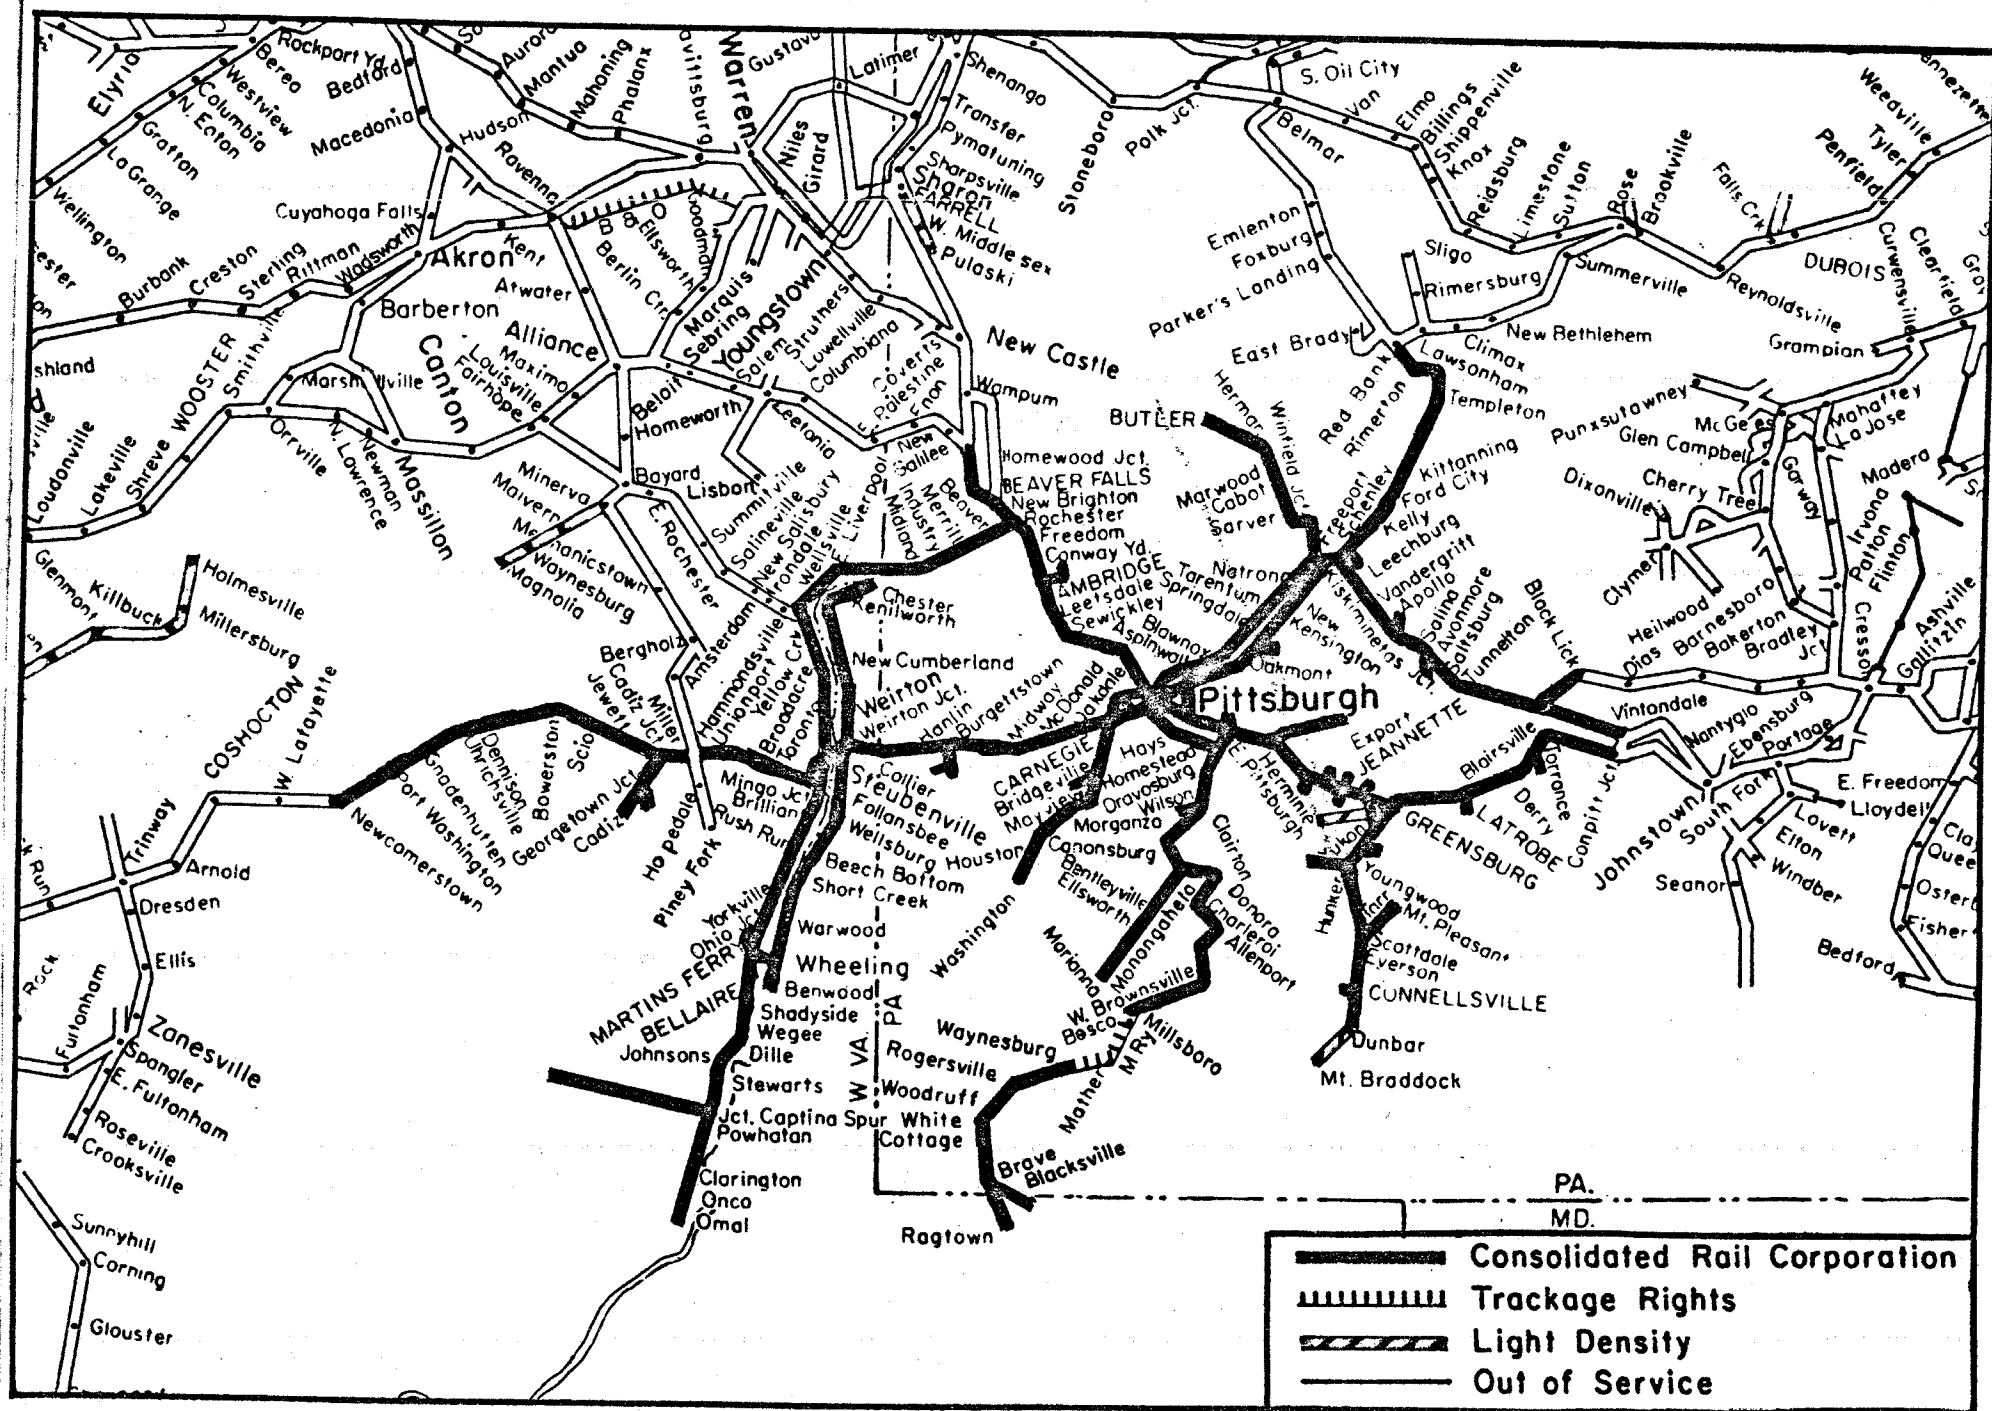 Rockport Yd.
Berea
Westview
Columbia
N. Eaton
Grafton
La Grange
Wellington
Elyria
Bedford
Macedonia
Hudson
Aurora
Mantua
Mahoning
Phalanx
Warren
Latimer
Niles
Girard
Ravenna
Cuyahoga Falls
Akron
Kent
Atwater
Wadsworth
Rittman
Sterling
Creston
Burbank
Barberton
Alliance
B & O
Ellsworth
Goodman
Berlin Ctr.
Marquis
Sebring
Youngstown
Salem
Struthers
Lowellville
Columbiana
Coverts
E. Palestine
Enon
New Galilee
Shenango
Transfer
Pymatuning
Sharpsville
Sharon
FARRELL
W. Middlesex
Pulaski
New Castle
Wampum
Stoneboro
Polk Jct.
S. Oil City
Van
Elmo
Billings
Shippenville
Knox
Belmar
Reidsburg
Limestone
Sutton
Rose
Brookville
Falls Crk
Penfield
Tyler
Weedville
Emlenton
Foxburg
Parker's Landing
East Brady
Sligo
Rimersburg
Summerville
New Bethlehem
Climax
Lawsonham
Reynoldsville
DUBOIS
Curwensville
Clearfield
Grampian
Punxsutawney
McGees
Mahaffey
La Jose
Glen Campbell
Cherry Tree
Garway
Dixonville
Clymer
Heilwood
Dias
Barnesboro
Bakerton
Bradley Jct.
Madera
Irvona
Patton
Flinton
Ashville
Gallitzin
Cresson
Smithville
WOOSTER
Shreve
Lakeville
Loudonville
Orrville
N. Lawrence
Newman
Massillon
Canton
Louisville
Fairhope
Maximo
Beloit
Homeworth
Leetonia
Bayard
Lisbon
Minerva
Malvern
Waynesburg
Magnolia
Mechanicstown
E. Rochester
Summitville
Salineville
New Salisbury
Irondale
Wellsville
E. Liverpool
Midland
Industry
Merrill
Beaver
Homewood Jct.
BEAVER FALLS
New Brighton
Rochester
Freedom
Conway Yd.
AMBRIDGE
Leetsdale
Sewickley
BUTLER
Herman
Winfield Jct.
Marwood
Cabot
Sarver
Freeport
Schenley
Red Bank
Rimerton
Templeton
Kittanning
Ford City
Kelly
Leechburg
Vandergrift
Apollo
Salina
Avonmore
Saltsburg
Tunnelton
Black Lick
Natrona
Tarentum
Springdale
Blawnox
Aspinwall
New Kensington
Kiskiminetas Jct.
Oakmont
Pittsburgh
Glenmont
Killbuck
Holmesville
Millersburg
COSHOCTON
W. Lafayette
Newcomerstown
Port Washington
Gnadenhutten
Uhrichsville
Dennison
Bowerston
Scio
Jewett
Cadiz Jct.
Miller
Georgetown Jct.
Cadiz
Bergholz
Amsterdam
Hammondsville
Unionport
Yellow Crk
Broadacre
Toronto
Hopedale
Piney Fork
Mingo Jct.
Brilliant
Rush Run
Yorkville
Ohio Jct.
MARTINS FERRY
BELLAIRE
Chester
Kenilworth
New Cumberland
Weirton
Weirton Jct.
Hanlin
Burgettstown
Midway
McDonald
Oakdale
Collier
Steubenville
Follansbee
Wellsburg
Beech Bottom
Short Creek
Warwood
Wheeling
Benwood
Shadyside
Wegee
Dille
Johnsons
Stewarts
Jct. Captina Spur
Powhatan
Clarington
Onco
Omal
CARNEGIE
Bridgeville
Mayview
Morganza
Canonsburg
Houston
Washington
Hays
Homestead
Dravosburg
Wilson
E. Pittsburgh
Clairton
Donora
Charleroi
Allenport
Bentleyville
Ellsworth
Marianna
Monongahela
W. Brownsville
Bosco
Millsboro
M Ry
Mather
Waynesburg
Rogersville
Woodruff
White Cottage
Brave
Blacksville
Ragtown
W VA.
PA
Export
JEANNETTE
Herminie
Yukon
Hunker
Youngwood
Tarr
Mt. Pleasant
Scottdale
Everson
CONNELLSVILLE
Dunbar
Mt. Braddock
GREENSBURG
LATROBE
Derry
Torrance
Blairsville
Conpitt Jct.
Vintondale
Nantyglo
Ebensburg
Portage
Johnstown
South Fork
Lovett
Elton
Windber
Seanor
E. Freedom
Lloydell
Bedford
Trinway
Arnold
Dresden
Ellis
Fultonham
Zanesville
Spangler
E. Fultonham
Roseville
Crooksville
Sunnyhill
Corning
Glouster
PA.
MD.
Consolidated Rail Corporation
Trackage Rights
Light Density
Out of Service